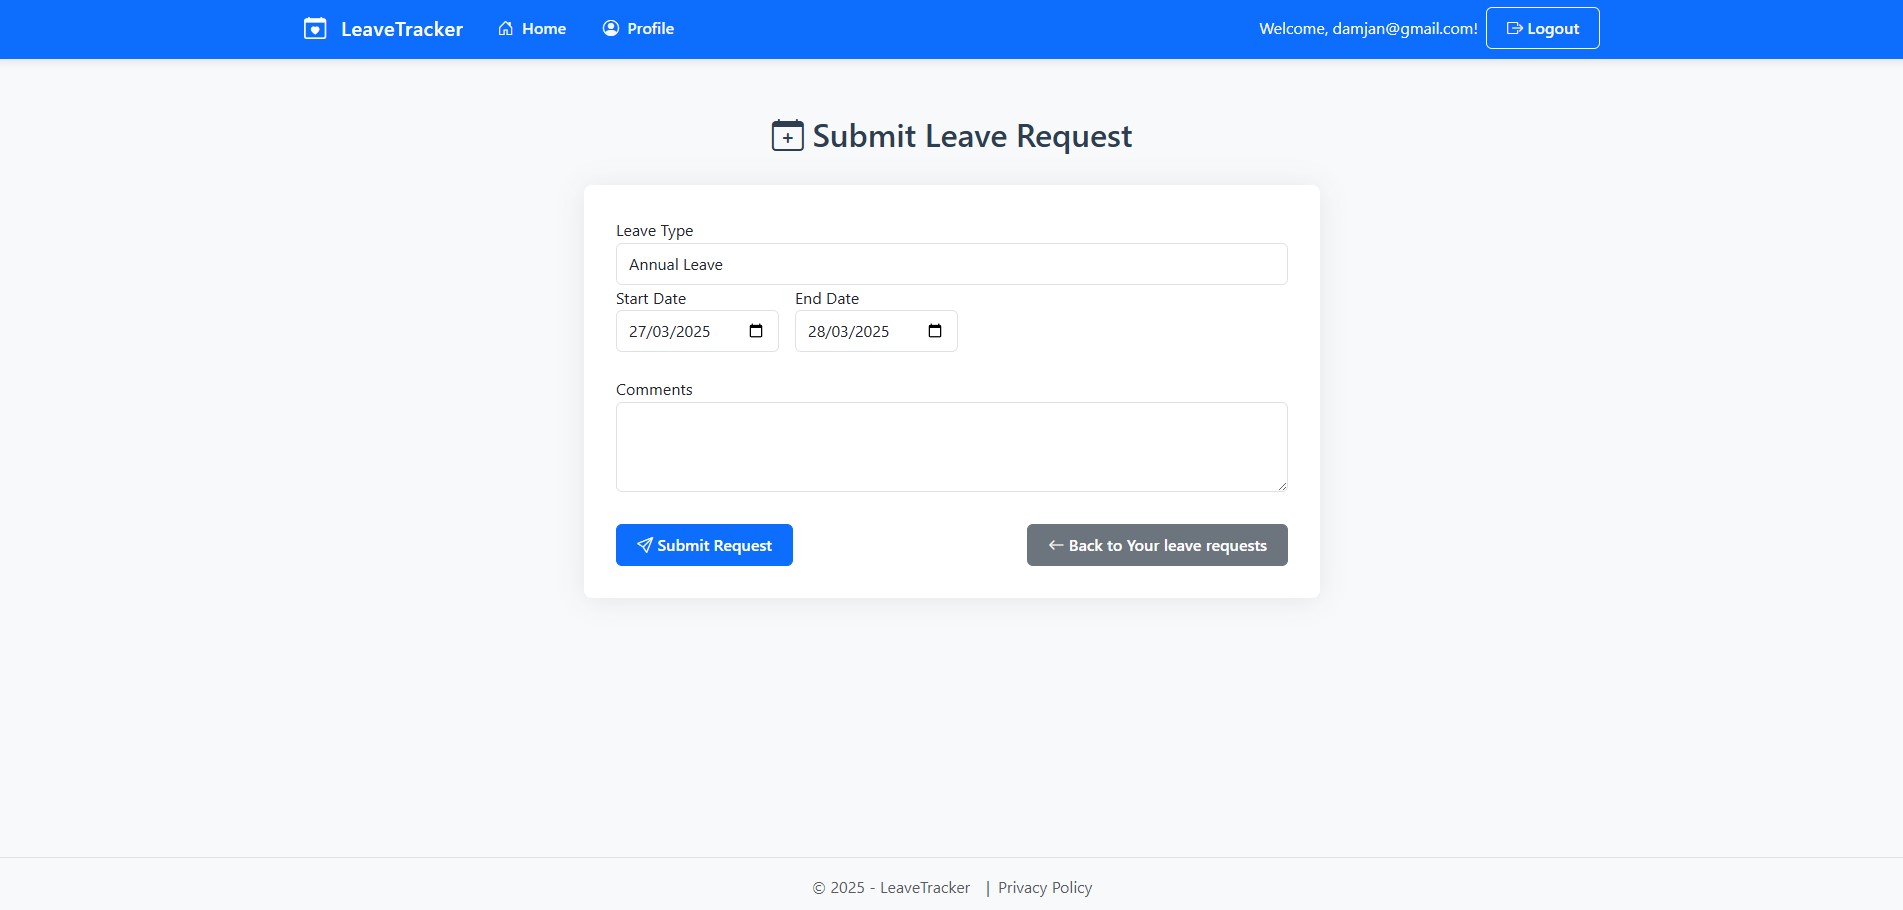 LeaveTracker Home Profile Welcome, damjan@gmail.com! Logout
Submit Leave Request
Leave Type
Annual Leave
Start Date End Date
27/03/2025 28/03/2025
Comments
Submit Request Back to Your leave requests
© 2025 - LeaveTracker | Privacy Policy